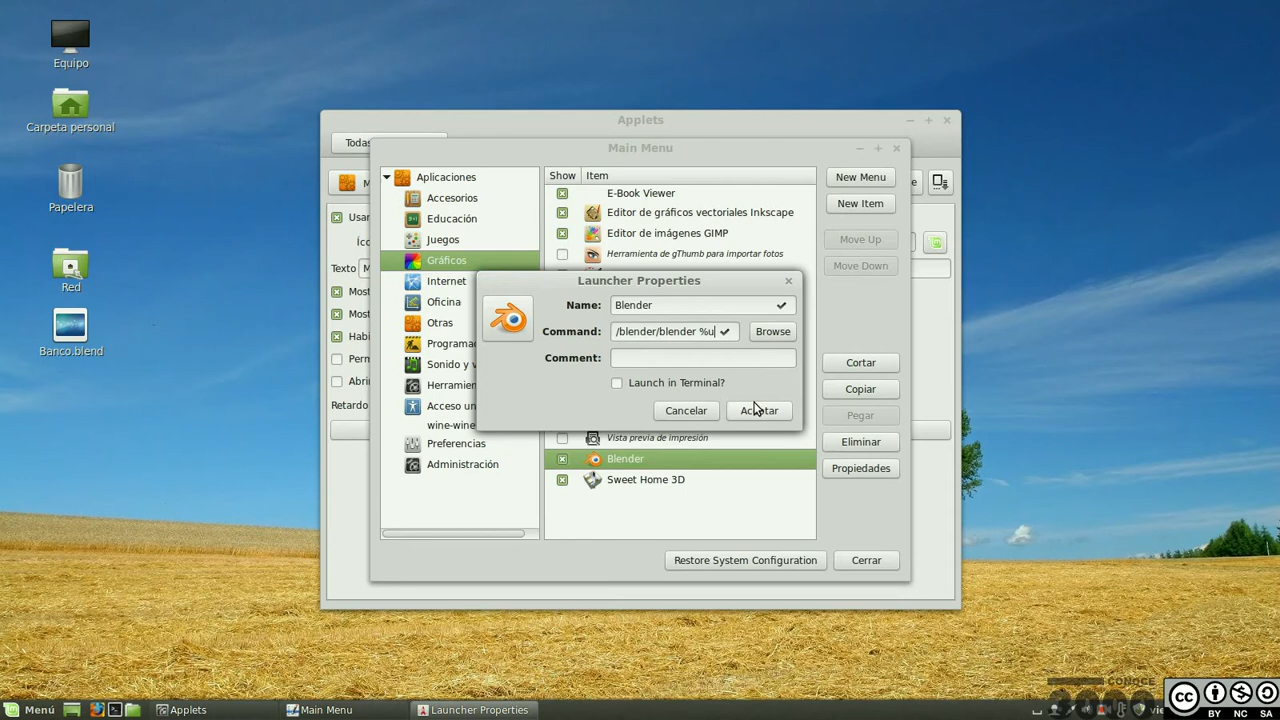 Equipo
Carpeta personal
Papelera
Red
Banco.blend
Applets
Todas
Main Menu
Aplicaciones
Accesorios
Educación
Juegos
Gráficos
Internet
Oficina
Otras
Acceso un
wine-wine
Preferencias
Administración
Show Item
E-Book Viewer
Editor de gráficos vectoriales Inkscape
Editor de imágenes GIMP
Herramienta de gThumb para importar fotos
Vista previa de impresión
Blender
Sweet Home 3D
New Menu
New Item
Move Up
Move Down
Cortar
Copiar
Pegar
Eliminar
Propiedades
Restore System Configuration
Cerrar
Launcher Properties
Name: Blender
Command: /blender/blender %u
Browse
Comment:
Launch in Terminal?
Cancelar
Usar
Texto M
Most
Most
Habi
Perm
Abrir
Retardo
Programac
Sonido y v
Herramien
Menú
Applets
Main Menu
Launcher Properties
CONOCE
cc
BY NC SA